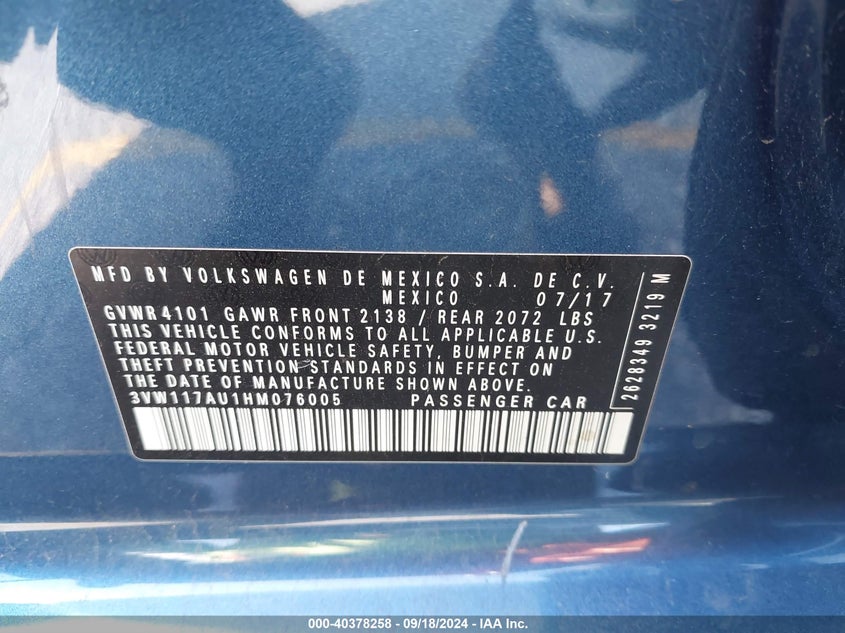 MFD BY VOLKSWAGEN DE MEXICO S.A. DE C.V.
MEXICO 07/17
GVWR 4101 GAWR FRONT 2138 / REAR 2072 LBS
THIS VEHICLE CONFORMS TO ALL APPLICABLE U.S.
FEDERAL MOTOR VEHICLE SAFETY, BUMPER AND
THEFT PREVENTION STANDARDS IN EFFECT ON
THE DATE OF MANUFACTURE SHOWN ABOVE.
3VW117AU1HM076005 PASSENGER CAR
2628349 3219 M
000-40378258 - 09/18/2024 - IAA Inc.